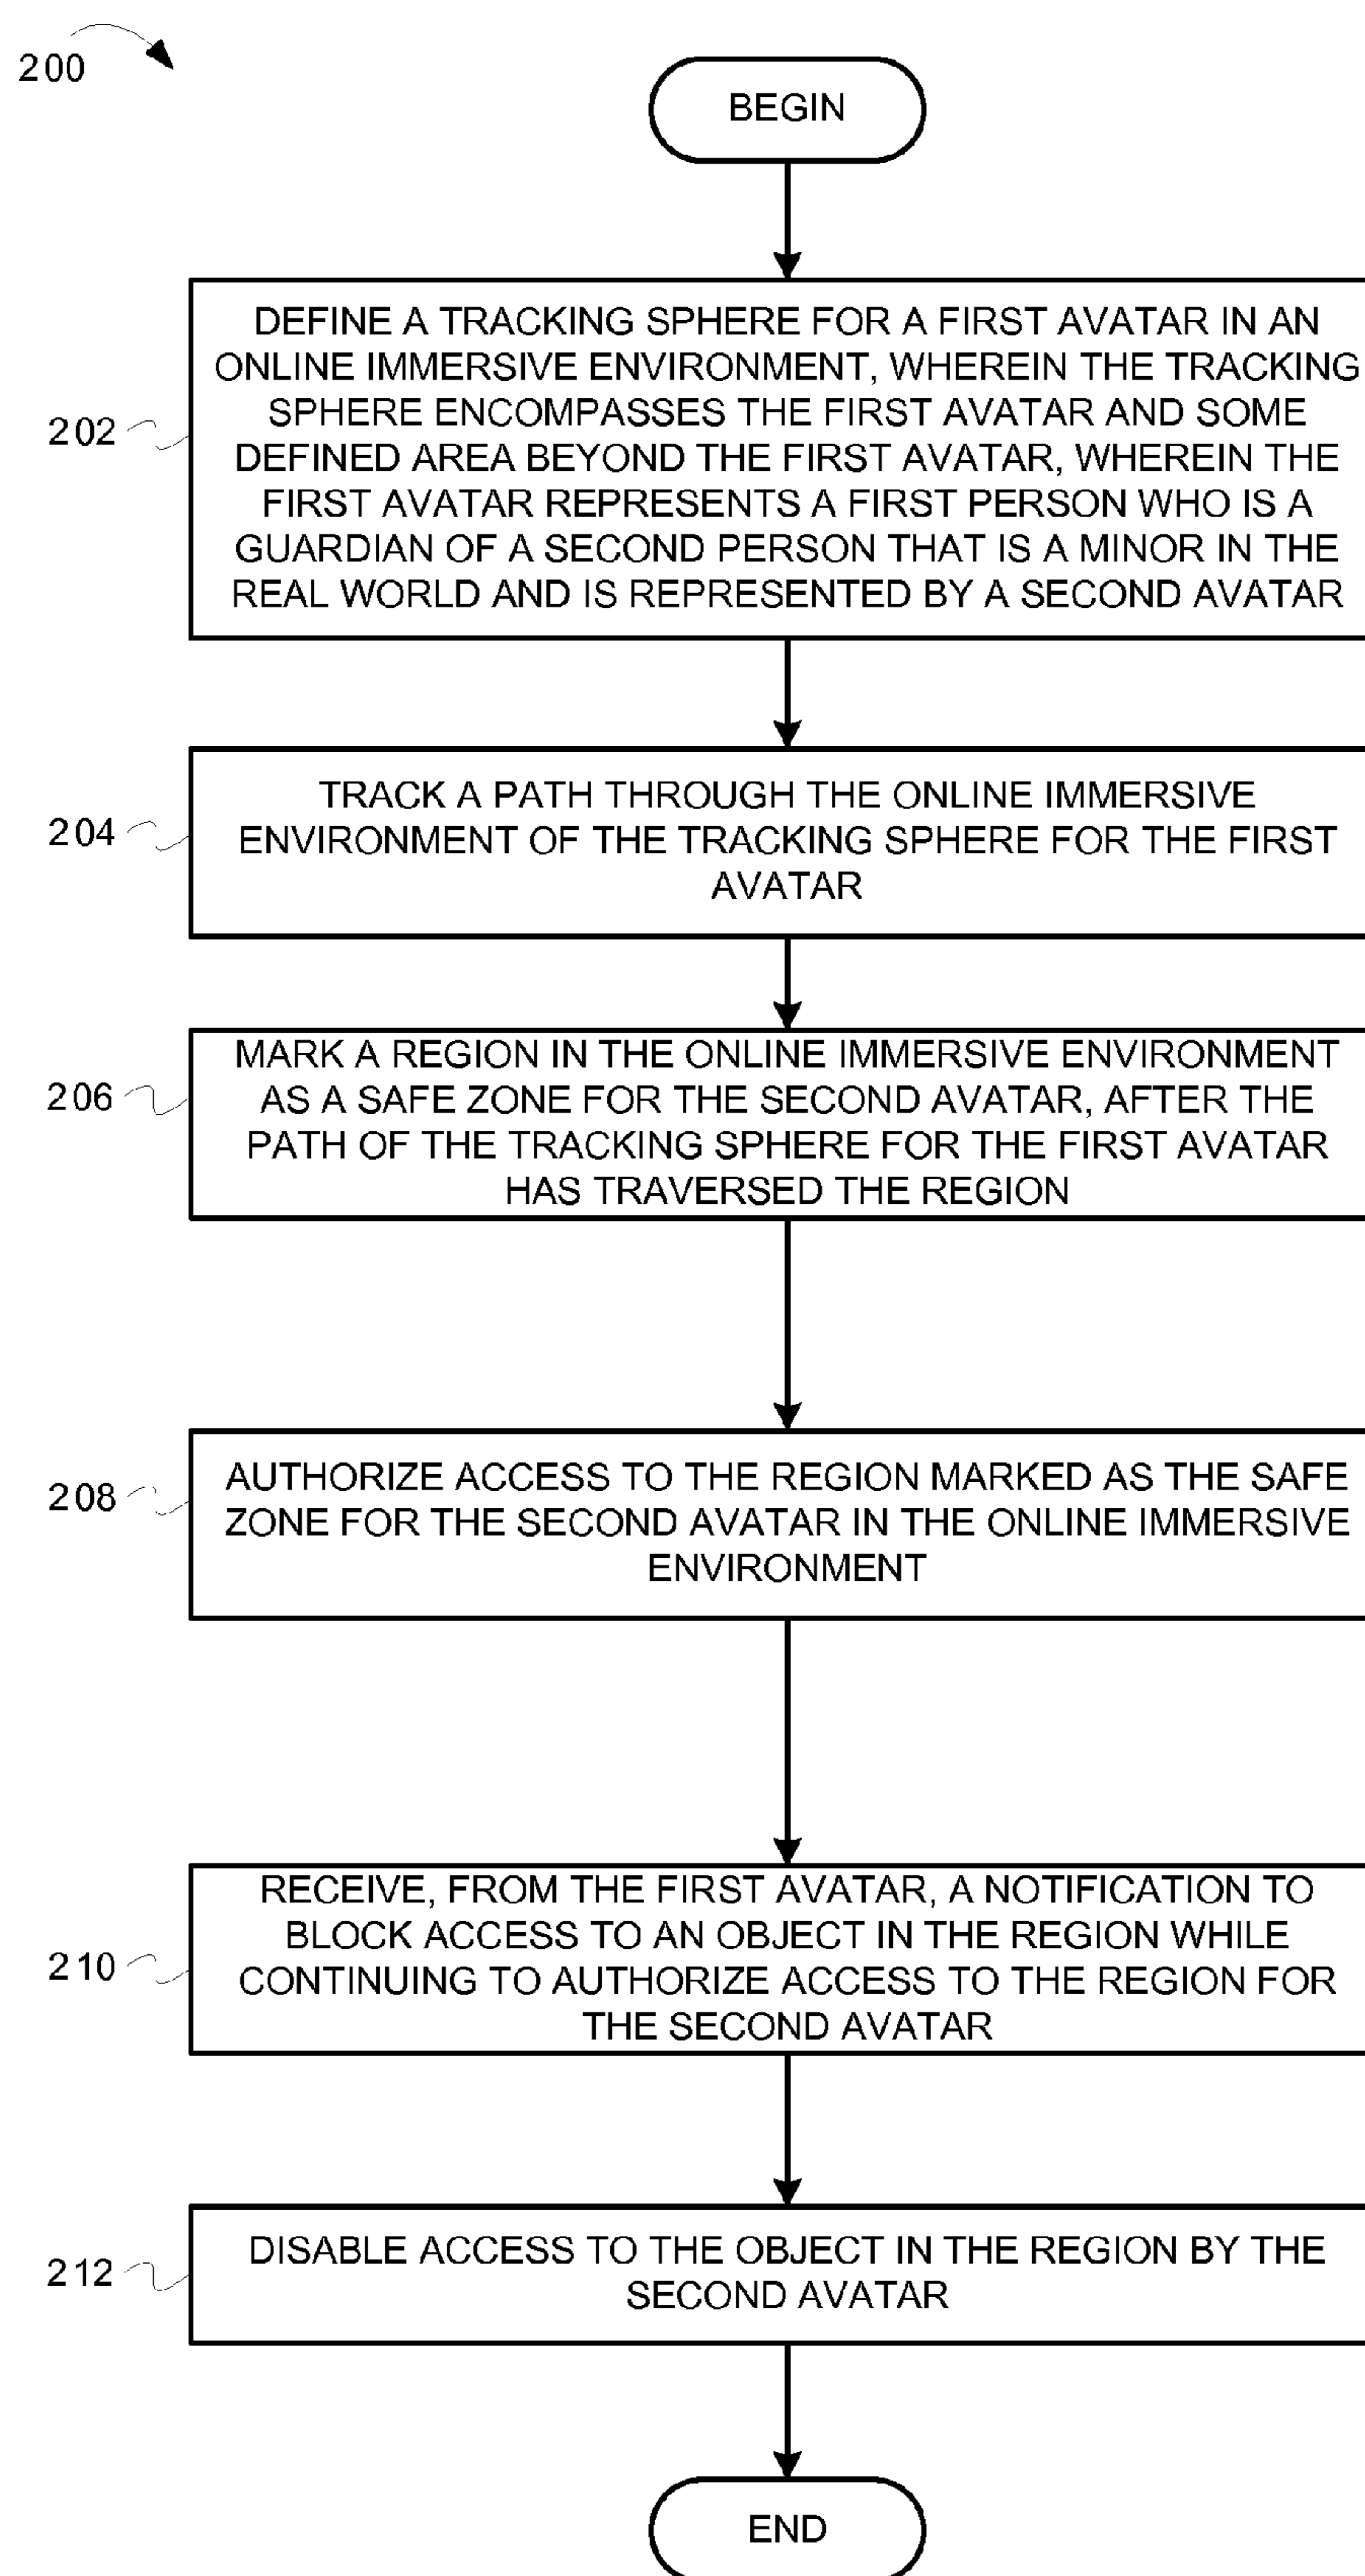 200
BEGIN
DEFINE A TRACKING SPHERE FOR A FIRST AVATAR IN AN
ONLINE IMMERSIVE ENVIRONMENT, WHEREIN THE TRACKING
SPHERE ENCOMPASSES THE FIRST AVATAR AND SOME
DEFINED AREA BEYOND THE FIRST AVATAR, WHEREIN THE
FIRST AVATAR REPRESENTS A FIRST PERSON WHO IS A
GUARDIAN OF A SECOND PERSON THAT IS A MINOR IN THE
REAL WORLD AND IS REPRESENTED BY A SECOND AVATAR
202
TRACK A PATH THROUGH THE ONLINE IMMERSIVE
ENVIRONMENT OF THE TRACKING SPHERE FOR THE FIRST
AVATAR
204
MARK A REGION IN THE ONLINE IMMERSIVE ENVIRONMENT
AS A SAFE ZONE FOR THE SECOND AVATAR, AFTER THE
PATH OF THE TRACKING SPHERE FOR THE FIRST AVATAR
HAS TRAVERSED THE REGION
206
AUTHORIZE ACCESS TO THE REGION MARKED AS THE SAFE
ZONE FOR THE SECOND AVATAR IN THE ONLINE IMMERSIVE
ENVIRONMENT
208
RECEIVE, FROM THE FIRST AVATAR, A NOTIFICATION TO
BLOCK ACCESS TO AN OBJECT IN THE REGION WHILE
CONTINUING TO AUTHORIZE ACCESS TO THE REGION FOR
THE SECOND AVATAR
210
DISABLE ACCESS TO THE OBJECT IN THE REGION BY THE
SECOND AVATAR
212
END